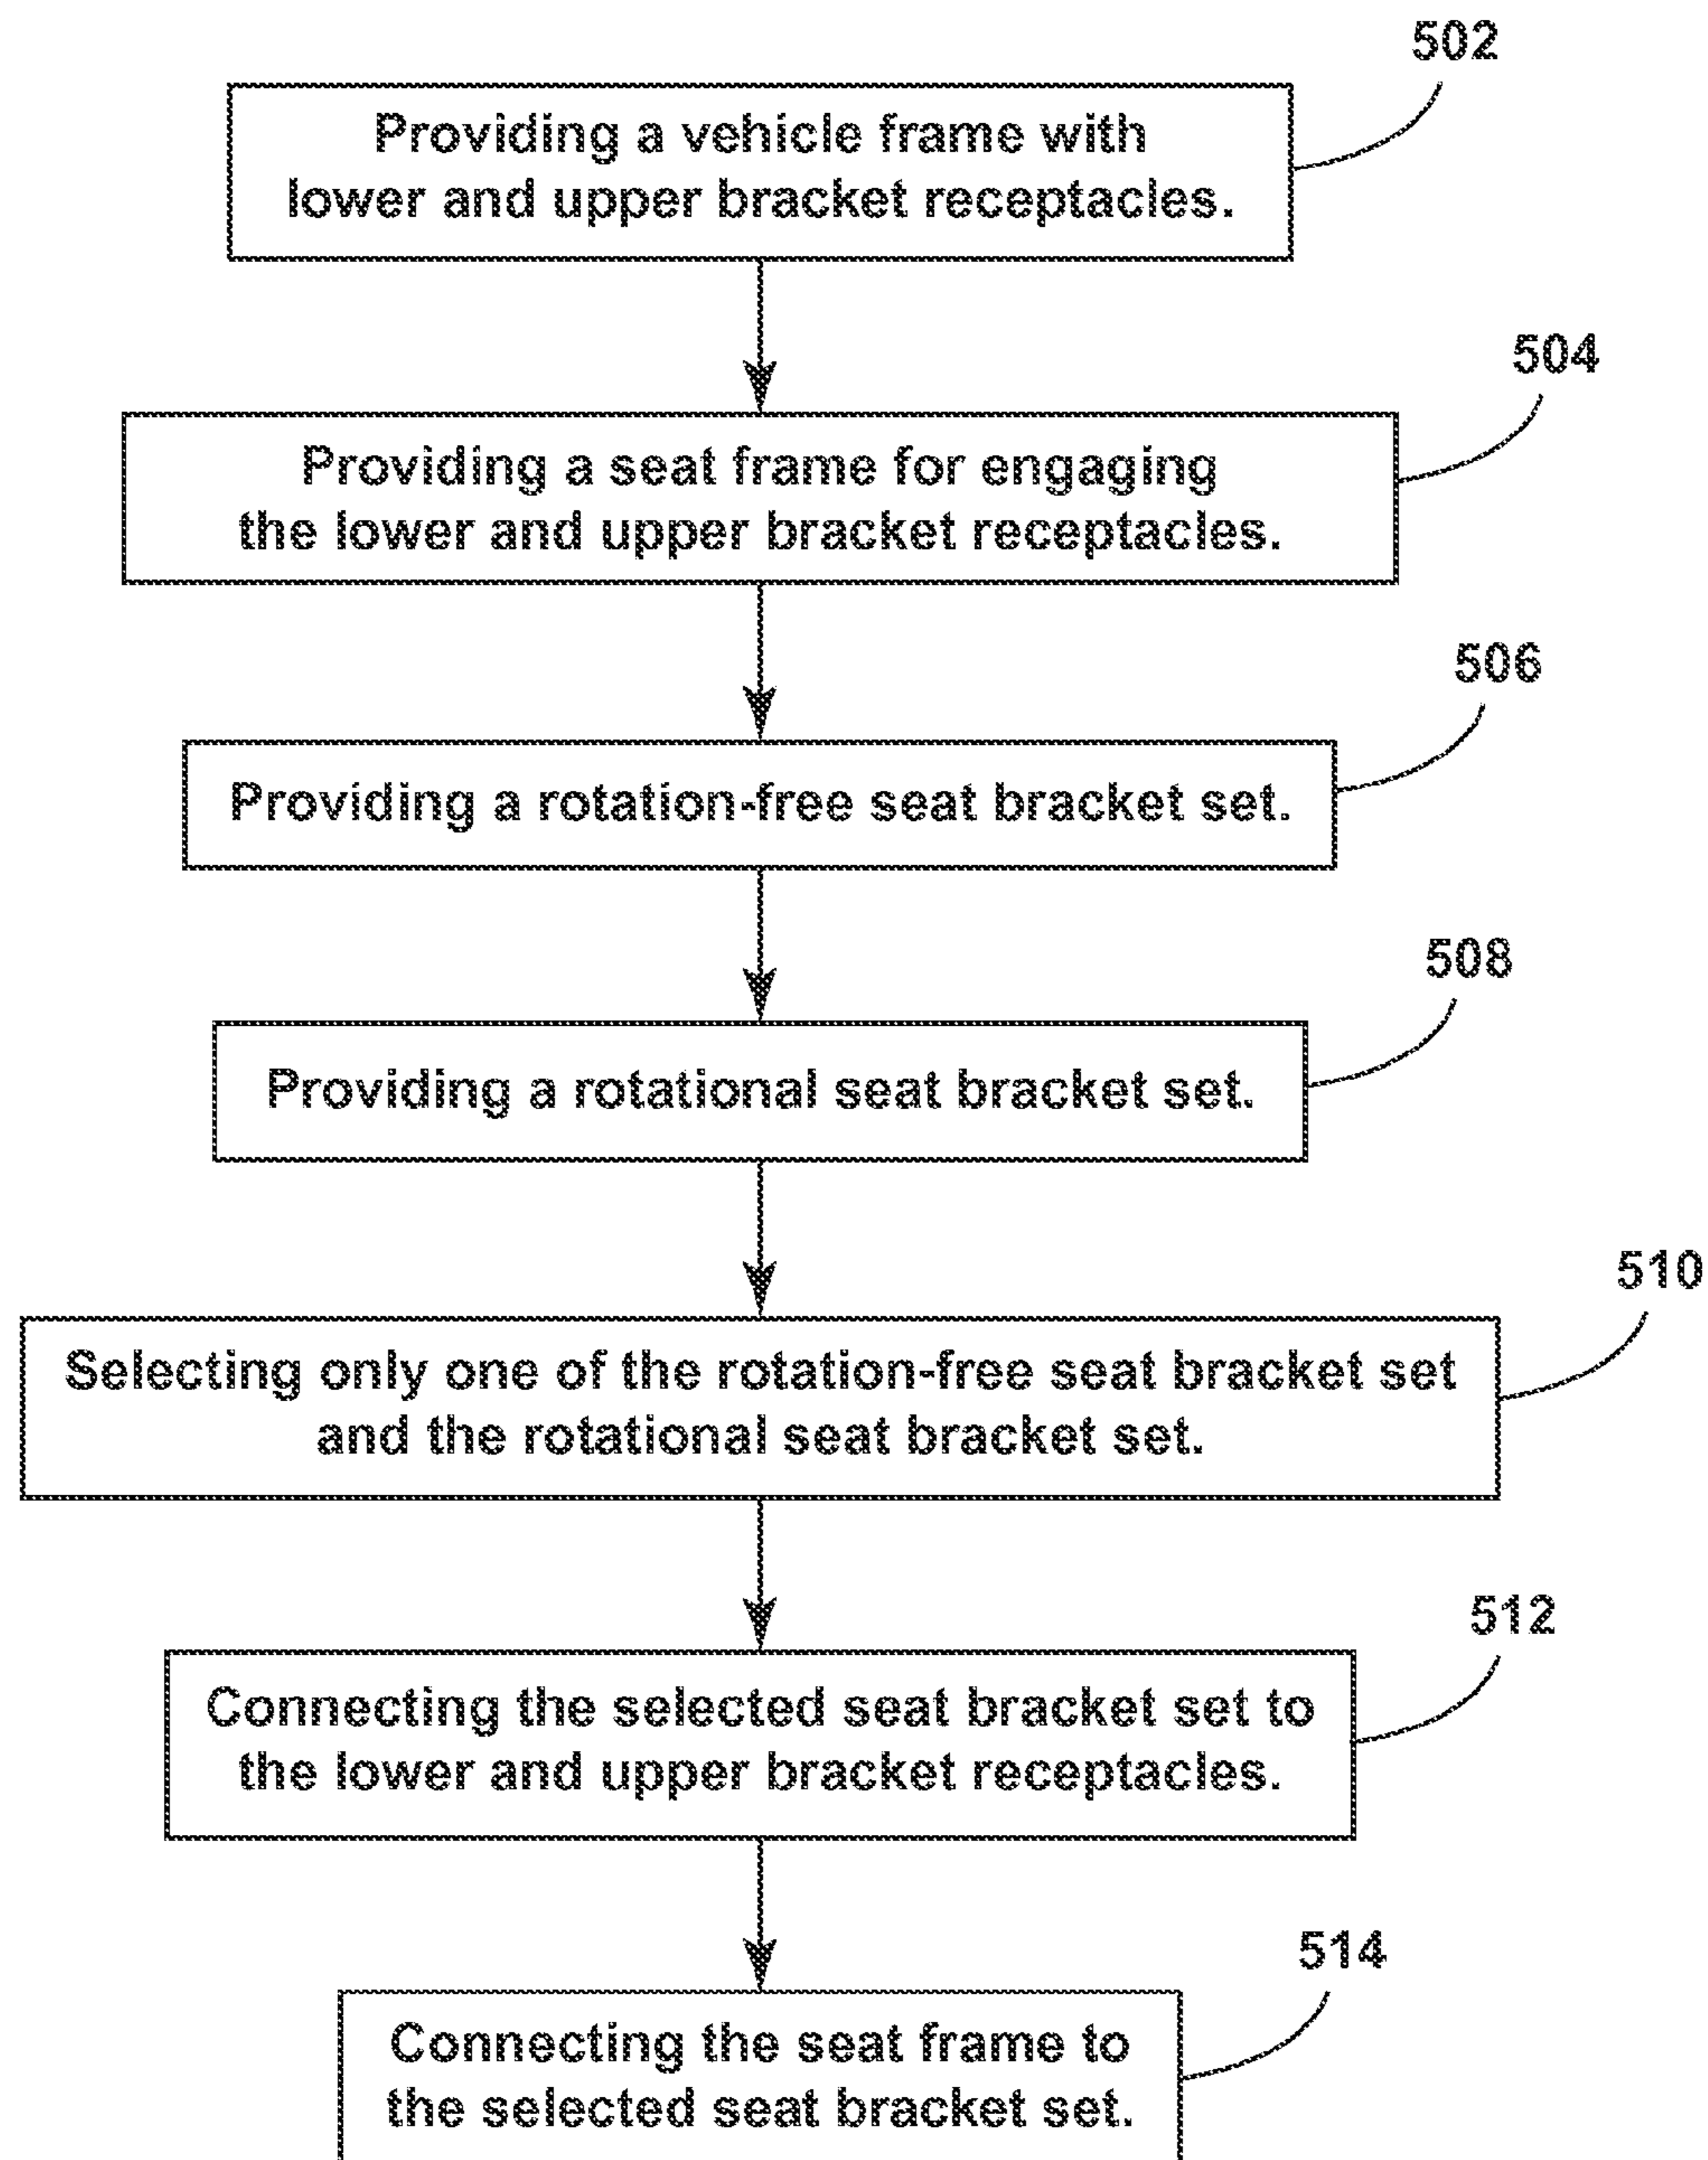 502
Providing a vehicle frame with
lower and upper bracket receptacles.
504
Providing a seat frame for engaging
the lower and upper bracket receptacles.
506
Providing a rotation-free seat bracket set.
508
Providing a rotational seat bracket set.
510
Selecting only one of the rotation-free seat bracket set
and the rotational seat bracket set.
512
Connecting the selected seat bracket set to
the lower and upper bracket receptacles.
514
Connecting the seat frame to
the selected seat bracket set.